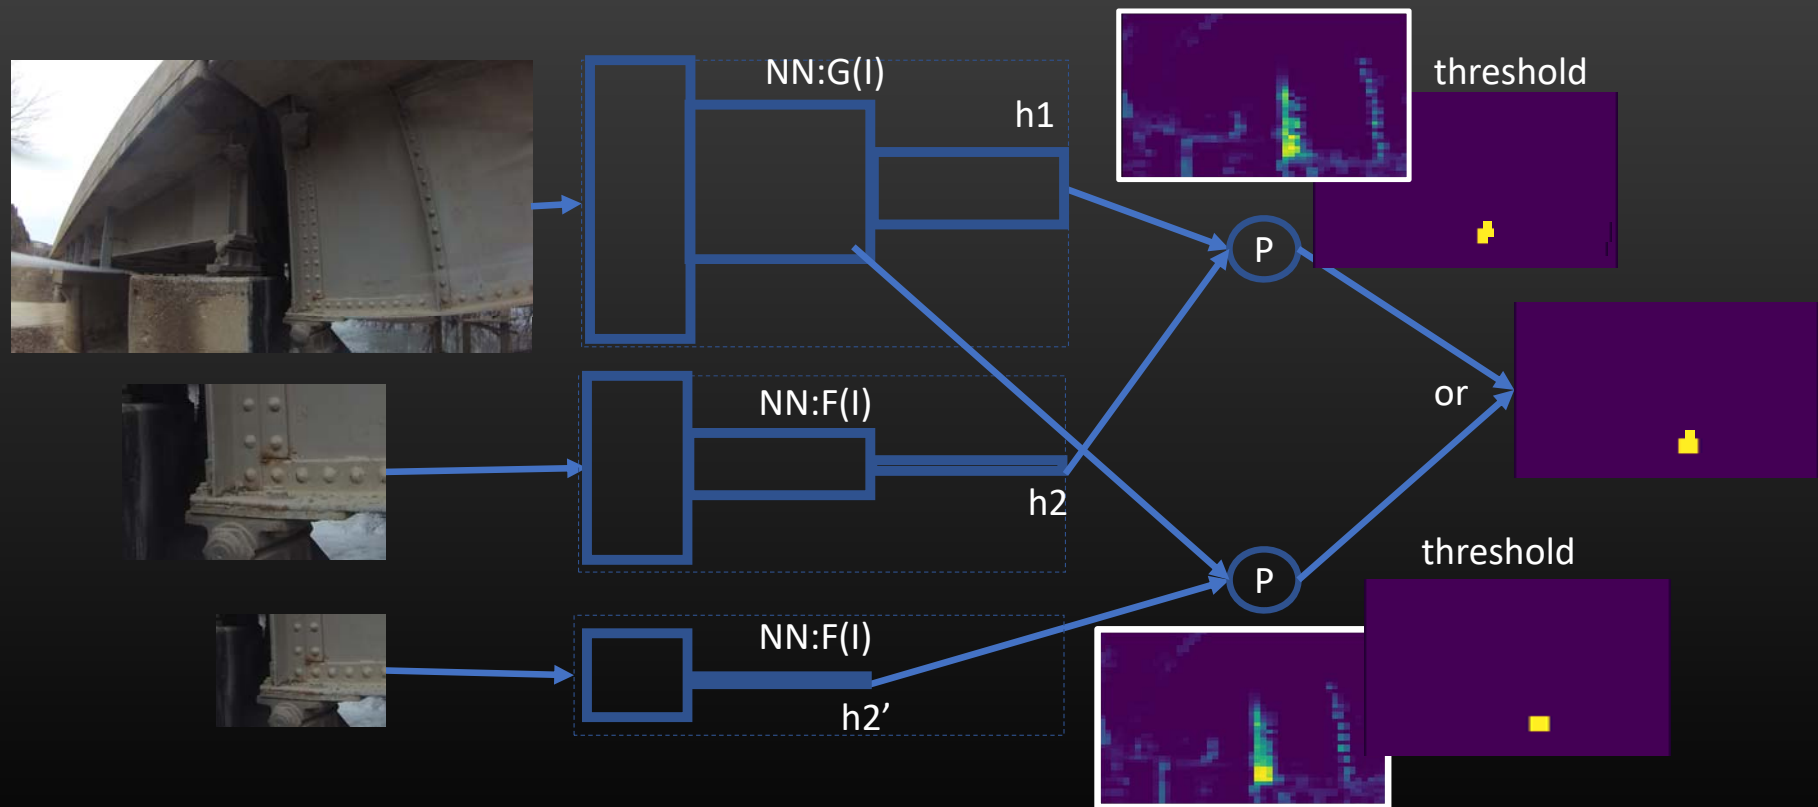 NN:G(I)
h1
threshold
P
NN:F(I)
or
h2
threshold
P
NN:F(I)
h2’